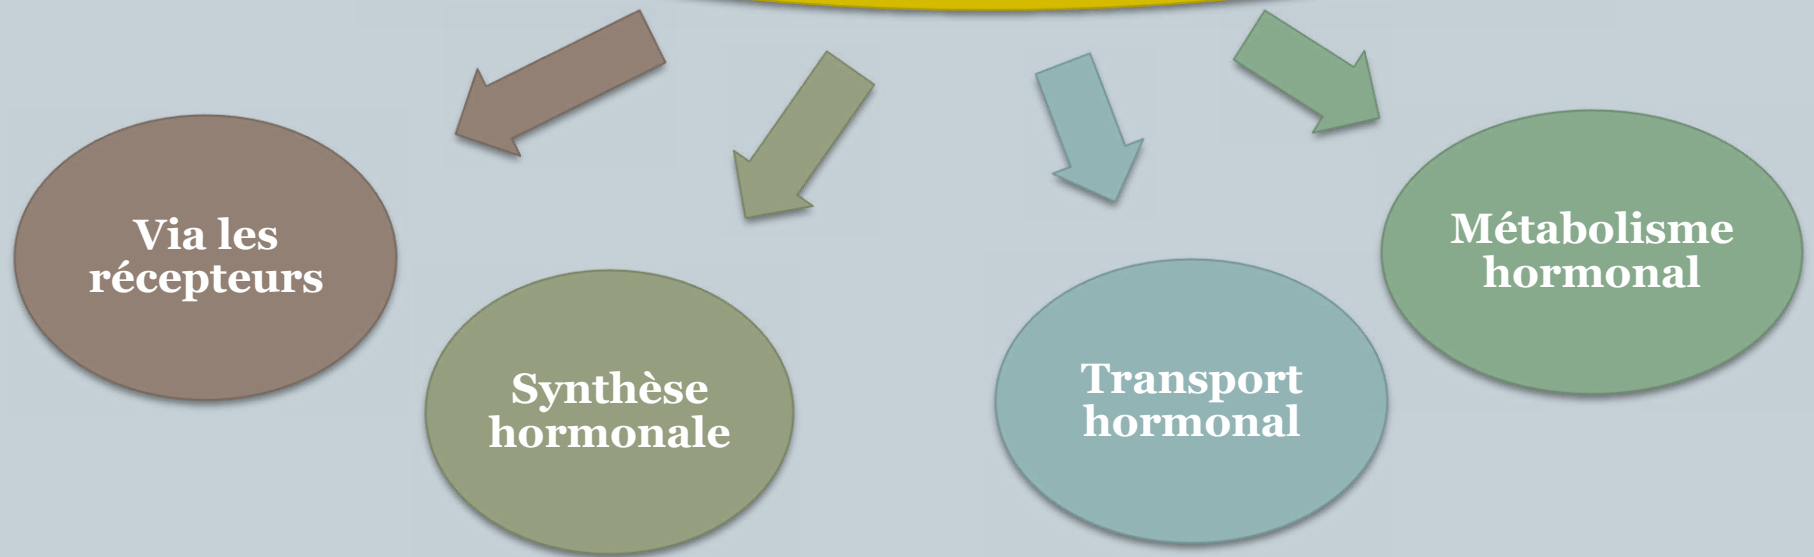 Via les
récepteurs
Synthèse
hormonale
Transport
hormonal
Métabolisme
hormonal